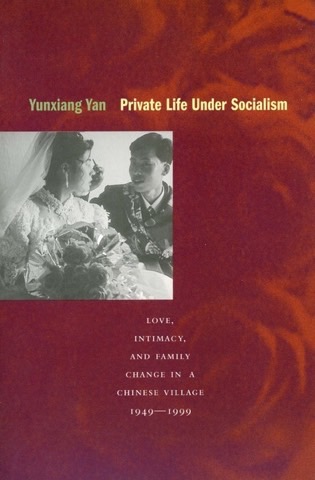 Yunxiang Yan Private Life Under Socialism
LOVE,
INTIMACY,
AND FAMILY
CHANGE IN A
CHINESE VILLAGE
1949—1999